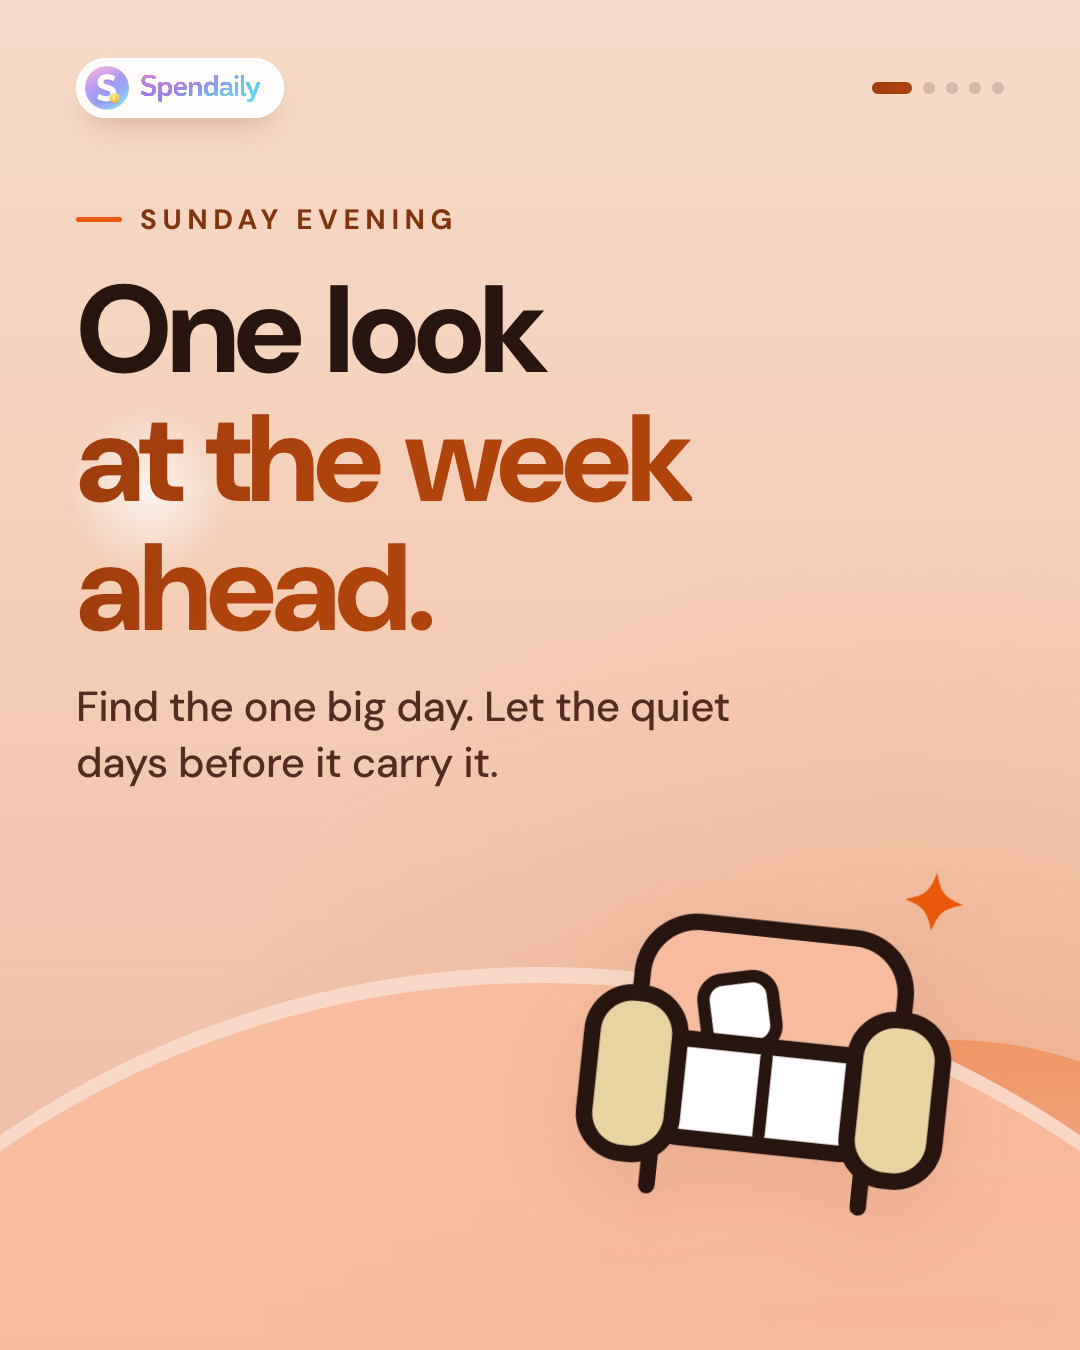 Spendaily
SUNDAY EVENING
One look
at the week
ahead.
Find the one big day. Let the quiet
days before it carry it.